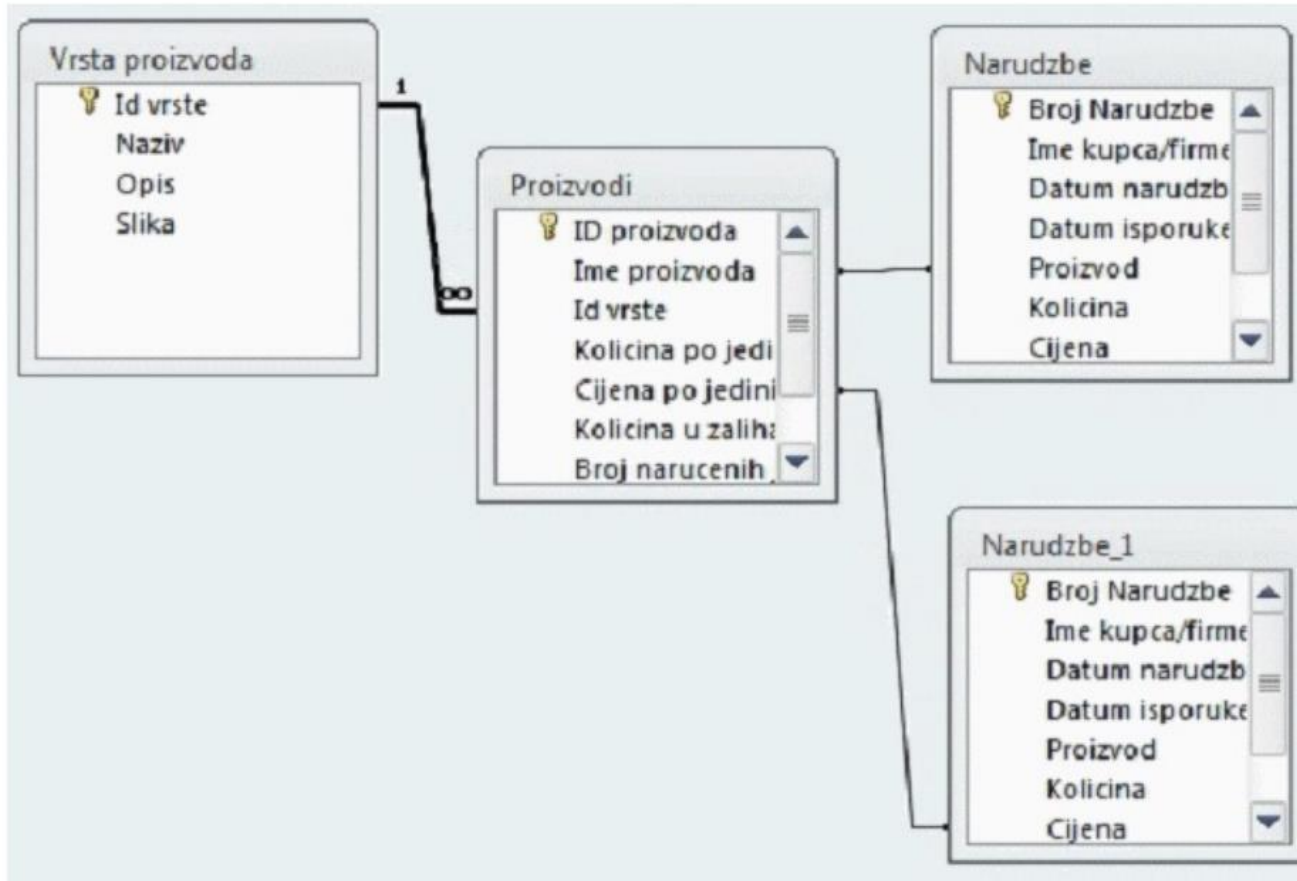 Vrsta proizvoda
1
Id vrste
Naziv
Opis
Slika
∞
Proizvodi
ID proizvoda
Ime proizvoda
Id vrste
Kolicina po jedi
Cijena po jedini
Kolicina u zaliha
Broj narucenih
Narudzbe
Broj Narudzbe
Ime kupca/firme
Datum narudzb
Datum isporuke
Proizvod
Kolicina
Cijena
Narudzbe_1
Broj Narudzbe
Ime kupca/firme
Datum narudzb
Datum isporuke
Proizvod
Kolicina
Cijena